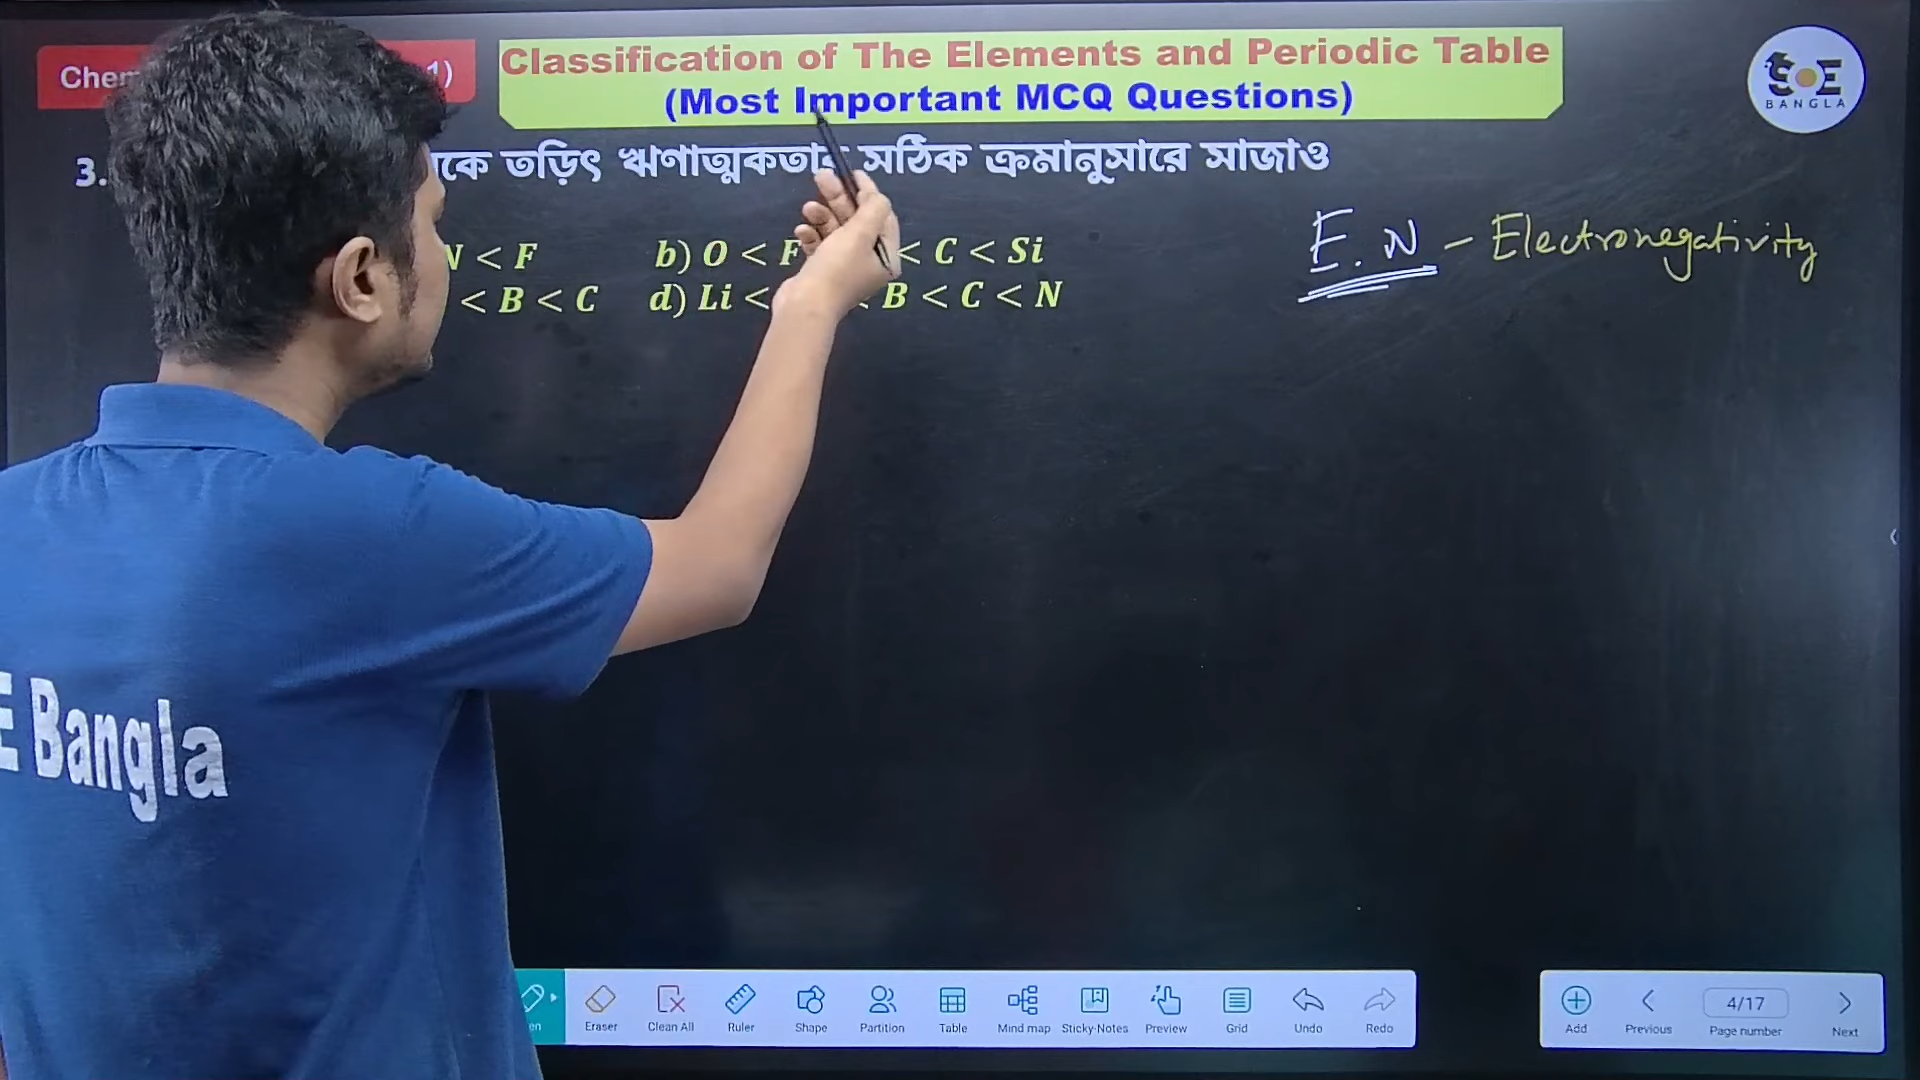 Chem 1)
Classification of The Elements and Periodic Table
(Most Important MCQ Questions)
SOE
BANGLA
3. কে তড়িৎ ঋণাত্মকতার সঠিক ক্রমানুসারে সাজাও
E.N - Electronegativity
N < F b) O < F < C < Si
< B < C d) Li < < B < C < N
E Bangla
Eraser Clean All Ruler Shape Partition Table Mind map Sticky-Notes Preview Grid Undo Redo
4/17
Add Previous Page number Next